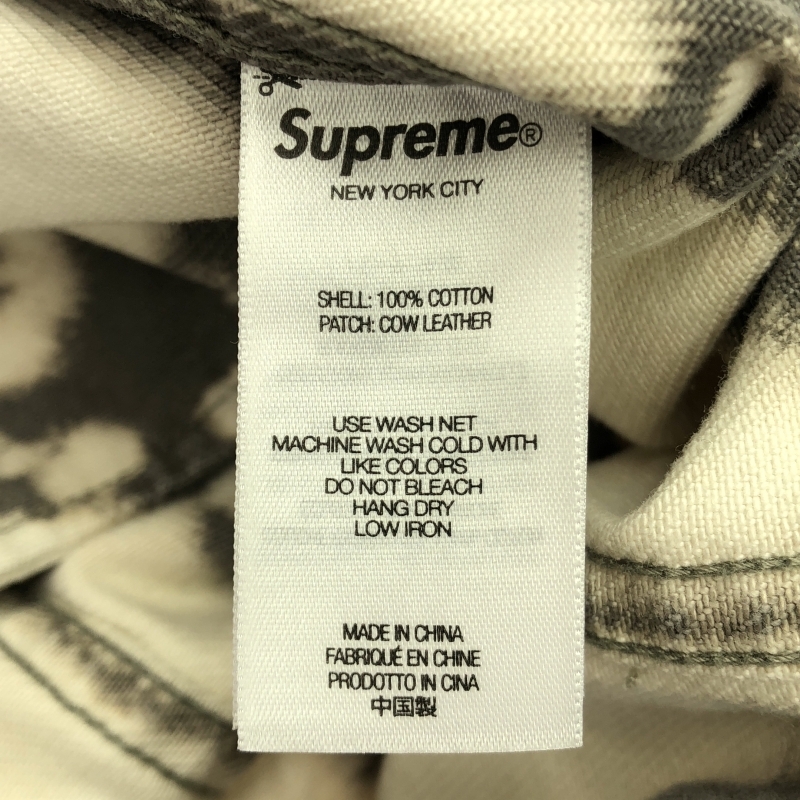 Supreme®
NEW YORK CITY
SHELL: 100% COTTON
PATCH: COW LEATHER
USE WASH NET
MACHINE WASH COLD WITH
LIKE COLORS
DO NOT BLEACH
HANG DRY
LOW IRON
MADE IN CHINA
FABRIQUÉ EN CHINE
PRODOTTO IN CINA
中国製